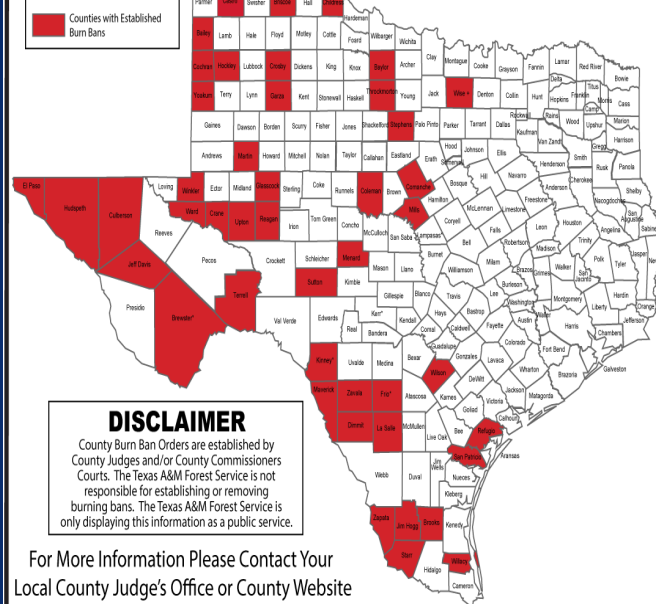 Parmer Castro Swisher Briscoe Hall Childress
Hardeman
Counties with Established
Burn Bans
Bailey Lamb Hale Floyd Motley Cottle Foard Wilbarger Wichita
Clay Montague Cooke Grayson Fannin Lamar Red River Bowie
Cochran Hockley Lubbock Crosby Dickens King Knox Baylor Archer
Delta Titus Franklin Morris Camp Cass
Yoakum Terry Lynn Garza Kent Stonewall Haskell Throckmorton Young Jack Wise * Denton Collin Hunt Hopkins
Rockwall Rains Wood Upshur Marion
Gaines Dawson Borden Scurry Fisher Jones Shackelford Stephens Palo Pinto Parker Tarrant Dallas Kaufman Van Zandt Gregg Harrison
Andrews Martin Howard Mitchell Nolan Taylor Callahan Eastland Erath Hood Somervell Johnson Ellis Henderson Smith Rusk Panola
El Paso Hudspeth Culberson Loving Winkler Ector Midland Glasscock Sterling Coke Runnels Coleman Brown Comanche Bosque Hill Navarro Anderson Cherokee Shelby
Hamilton McLennan Limestone Freestone Nacogdoches San Augustine Sabine
Ward Crane Upton Reagan Irion Tom Green Concho McCulloch San Saba Mills Lampasas Coryell Bell Falls Robertson Leon Houston Angelina
Reeves Jeff Davis Pecos Crockett Schleicher Menard Mason Llano Burnet Williamson Milam Madison Trinity Polk Tyler Jasper
Brazos Grimes Walker San Jacinto
Presidio Brewster* Terrell Sutton Kimble Gillespie Blanco Travis Lee Burleson Washington Montgomery Liberty Hardin Orange
Val Verde Edwards Real Kerr* Bandera Kendall Hays Comal Caldwell Bastrop Fayette Austin Waller Harris Chambers Jefferson
Kinney* Uvalde Medina Bexar Guadalupe Gonzales Lavaca Colorado Fort Bend Galveston
Maverick Zavala Frio* Atascosa Wilson Karnes DeWitt Wharton Brazoria
Jackson Matagorda
Victoria Calhoun
Dimmit La Salle McMullen Live Oak Bee Goliad Refugio
San Patricio Aransas
Webb Duval Jim Wells Nueces
Kleberg
Zapata Jim Hogg Brooks Kenedy
Starr Hidalgo Willacy
Cameron
DISCLAIMER
County Burn Ban Orders are established by
County Judges and/or County Commissioners
Courts. The Texas A&M Forest Service is not
responsible for establishing or removing
burning bans. The Texas A&M Forest Service is
only displaying this information as a public service.
For More Information Please Contact Your
Local County Judge's Office or County Website